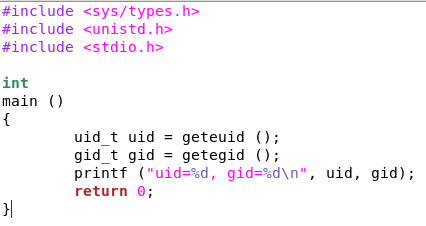 #include <sys/types.h>
#include <unistd.h>
#include <stdio.h>

int
main ()
{
        uid_t uid = geteuid ();
        gid_t gid = getegid ();
        printf ("uid=%d, gid=%d\n", uid, gid);
        return 0;
}